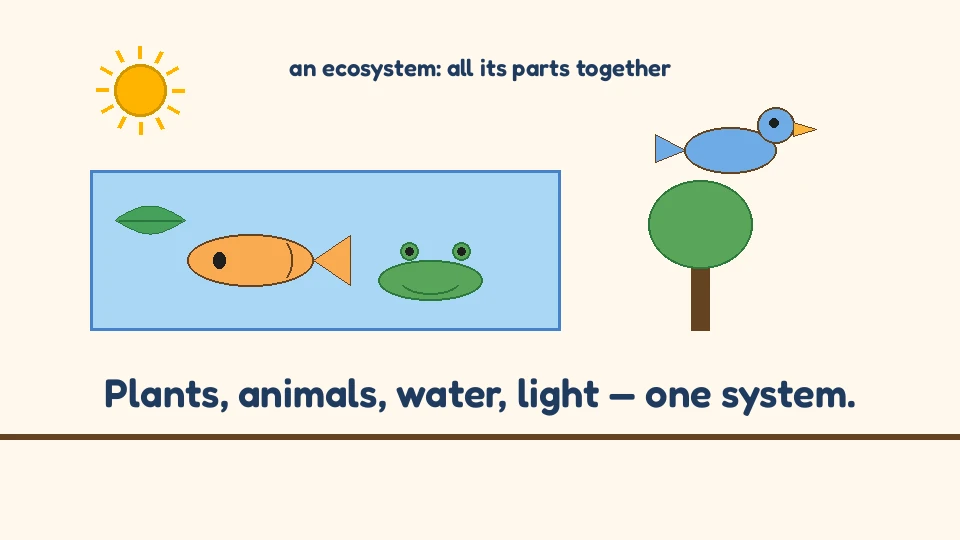 an ecosystem: all its parts together
Plants, animals, water, light — one system.